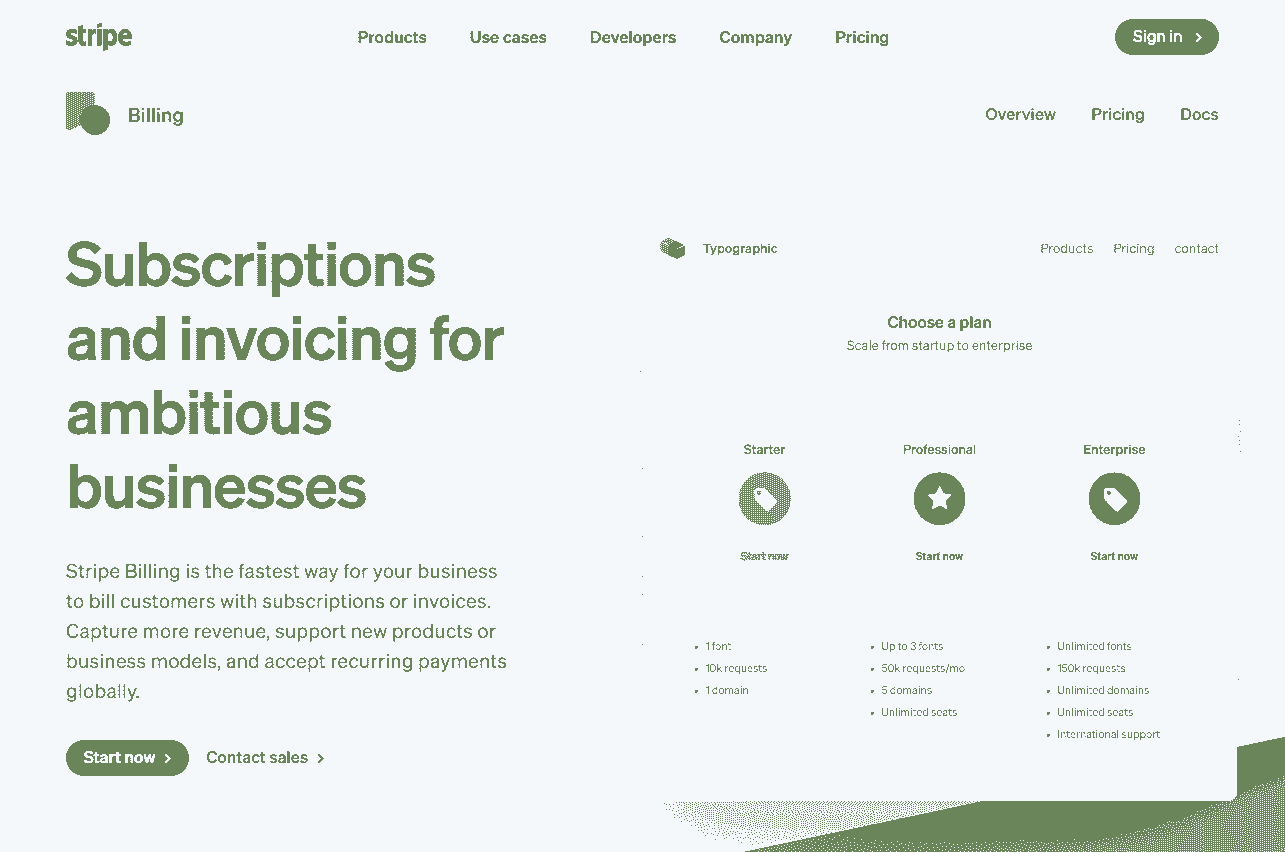 stripe
Products Use cases Developers Company Pricing
Sign in
Billing
Overview Pricing Docs
Subscriptions
and invoicing for
ambitious
businesses
Stripe Billing is the fastest way for your business
to bill customers with subscriptions or invoices.
Capture more revenue, support new products or
business models, and accept recurring payments
globally.
Start now
Contact sales
Typographic
Products Pricing contact
Choose a plan
Scale from startup to enterprise
Starter
Start now
1 font
10k requests
1 domain
Professional
Start now
Up to 3 fonts
50k requests/mo
5 domains
Unlimited seats
Enterprise
Start now
Unlimited fonts
150k requests
Unlimited domains
Unlimited seats
International support